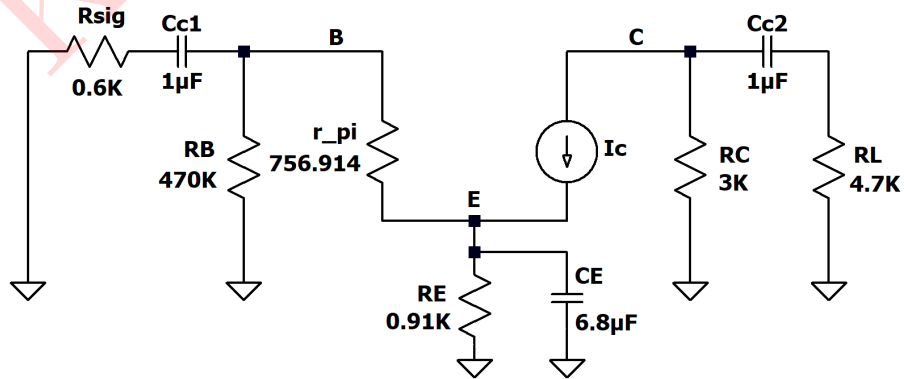 Rsig
Cc1
0.6K
1µF
B
C
Cc2
1µF
RB
470K
r_pi
756.914
Ic
RC
3K
RL
4.7K
E
RE
0.91K
CE
6.8µF